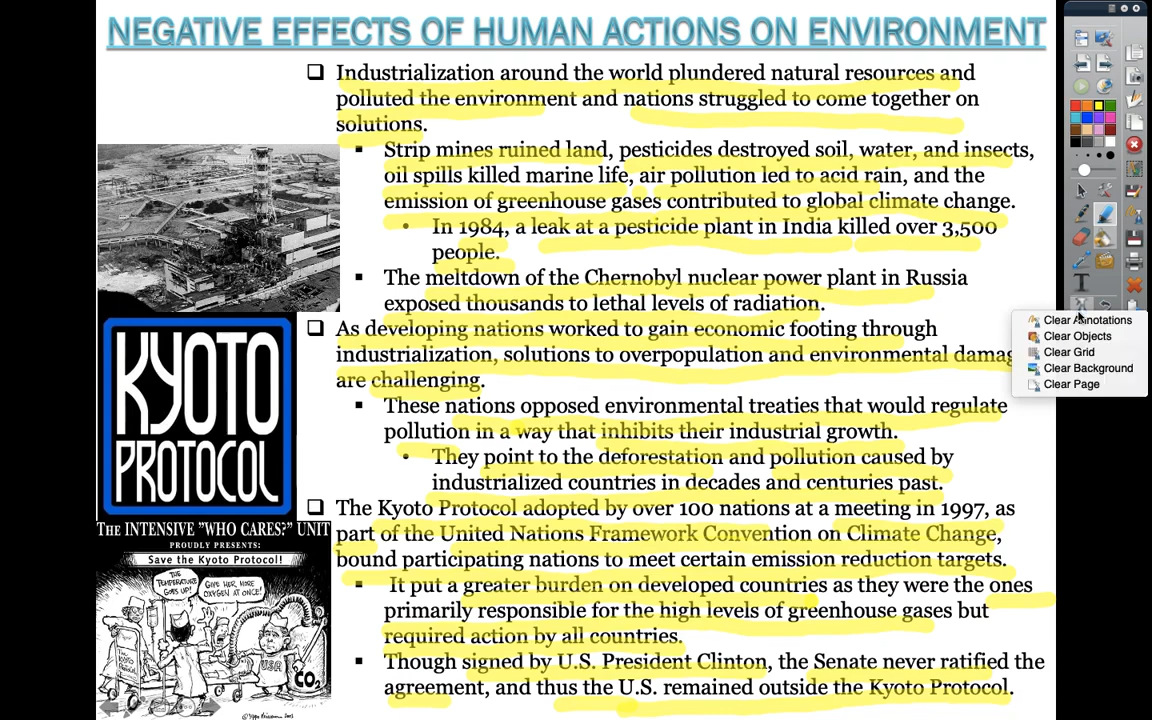 NEGATIVE EFFECTS OF HUMAN ACTIONS ON ENVIRONMENT
Industrialization around the world plundered natural resources and
polluted the environment and nations struggled to come together on
solutions.
Strip mines ruined land, pesticides destroyed soil, water, and insects,
oil spills killed marine life, air pollution led to acid rain, and the
emission of greenhouse gases contributed to global climate change.
In 1984, a leak at a pesticide plant in India killed over 3,500
people.
The meltdown of the Chernobyl nuclear power plant in Russia
exposed thousands to lethal levels of radiation.
As developing nations worked to gain economic footing through
industrialization, solutions to overpopulation and environmental damag
are challenging.
These nations opposed environmental treaties that would regulate
pollution in a way that inhibits their industrial growth.
They point to the deforestation and pollution caused by
industrialized countries in decades and centuries past.
The Kyoto Protocol adopted by over 100 nations at a meeting in 1997, as
part of the United Nations Framework Convention on Climate Change,
bound participating nations to meet certain emission reduction targets.
It put a greater burden on developed countries as they were the ones
primarily responsible for the high levels of greenhouse gases but
required action by all countries.
Though signed by U.S. President Clinton, the Senate never ratified the
agreement, and thus the U.S. remained outside the Kyoto Protocol.
KYOTO
PROTOCOL
THE INTENSIVE "WHO CARES?" UNIT
PROUDLY PRESENTS:
Save the Kyoto Protocol!
THE
TEMPERATURE
GOES UP!
GIVE HER MORE
OXYGEN AT ONCE!
USA
CO2
Clear Annotations
Clear Objects
Clear Grid
Clear Background
Clear Page
T